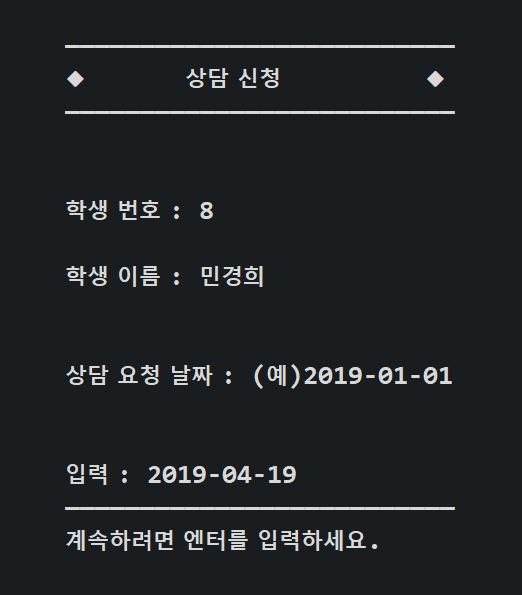 ◆ 상담 신청 ◆
학생 번호 : 8
학생 이름 : 민경희
상담 요청 날짜 : (예)2019-01-01
입력 : 2019-04-19
계속하려면 엔터를 입력하세요.